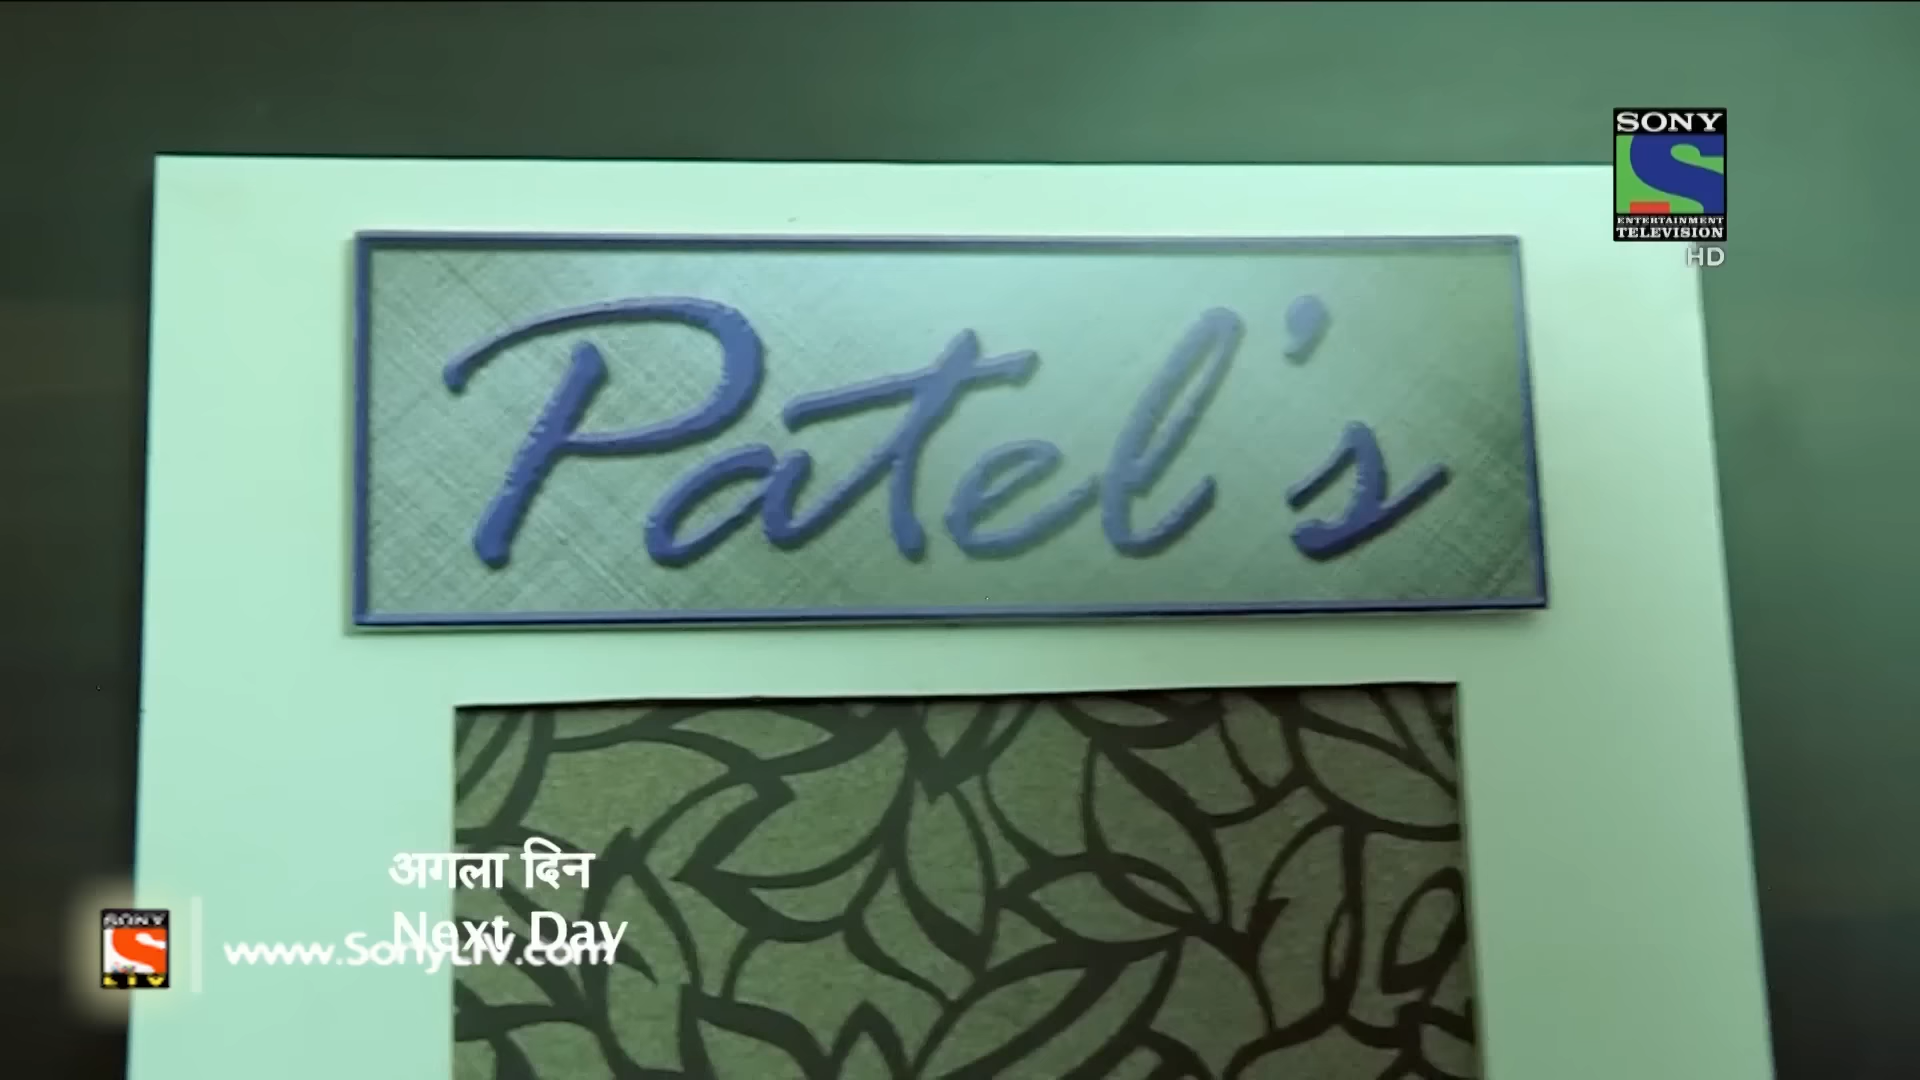 SONY
ENTERTAINMENT
TELEVISION
HD
Patel's
अगला दिन
Next Day
SONY
LIV
www.SonyLIV.com